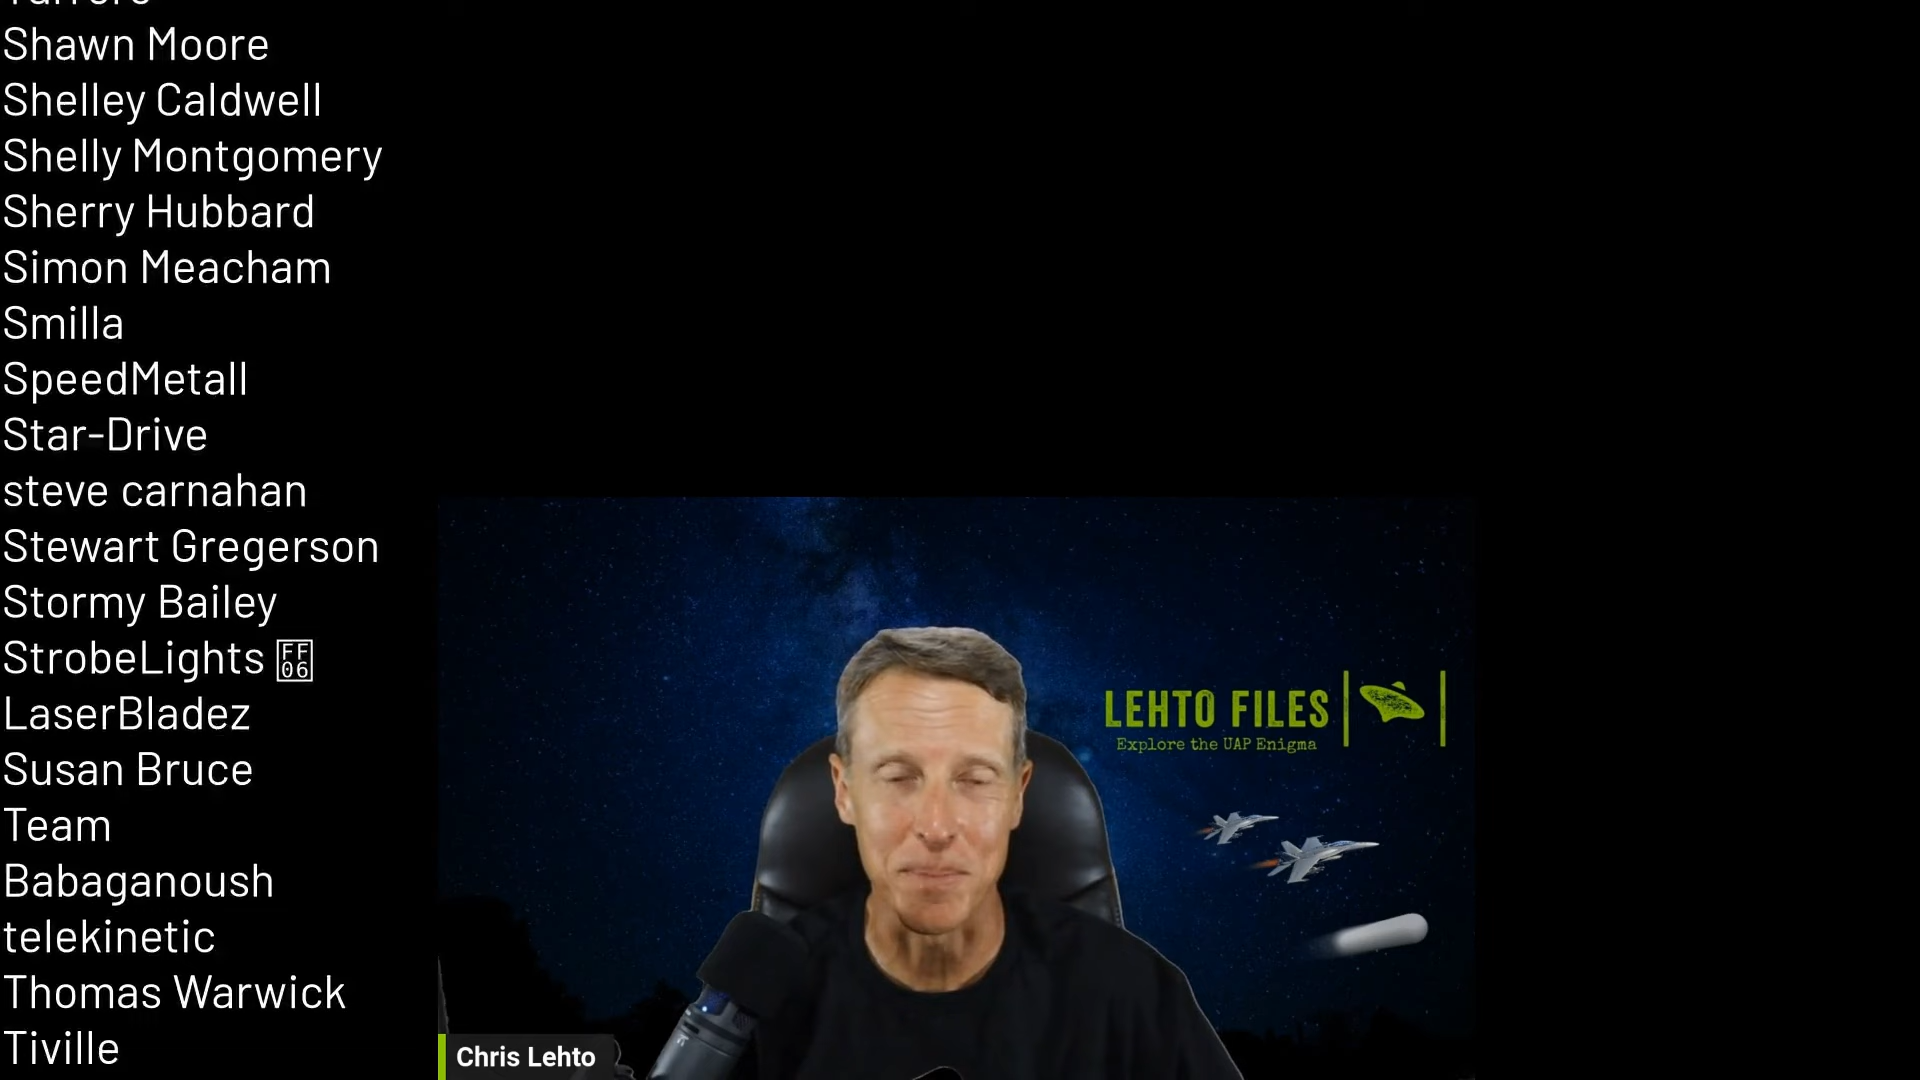 Shawn Moore
Shelley Caldwell
Shelly Montgomery
Sherry Hubbard
Simon Meacham
Smilla
SpeedMetall
Star-Drive
steve carnahan
Stewart Gregerson
Stormy Bailey
StrobeLights
LaserBladez
Susan Bruce
Team
Babaganoush
telekinetic
Thomas Warwick
Tiville
LEHTO FILES
Explore the UAP Enigma
Chris Lehto